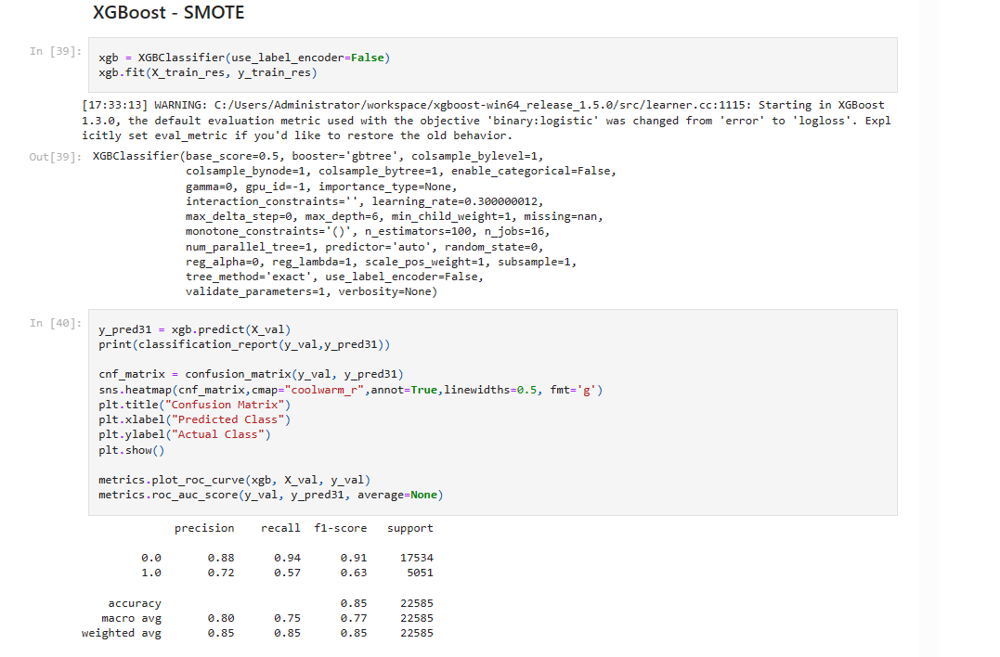 XGBoost - SMOTE
In [39]:
xgb = XGBClassifier(use_label_encoder=False)
xgb.fit(X_train_res, y_train_res)
[17:33:13] WARNING: C:/Users/Administrator/workspace/xgboost-win64_release_1.5.0/src/learner.cc:1115: Starting in XGBoost
1.3.0, the default evaluation metric used with the objective 'binary:logistic' was changed from 'error' to 'logloss'. Expl
icitly set eval_metric if you'd like to restore the old behavior.
Out[39]: XGBClassifier(base_score=0.5, booster='gbtree', colsample_bylevel=1,
colsample_bynode=1, colsample_bytree=1, enable_categorical=False,
gamma=0, gpu_id=-1, importance_type=None,
interaction_constraints='', learning_rate=0.300000012,
max_delta_step=0, max_depth=6, min_child_weight=1, missing=nan,
monotone_constraints='()', n_estimators=100, n_jobs=16,
num_parallel_tree=1, predictor='auto', random_state=0,
reg_alpha=0, reg_lambda=1, scale_pos_weight=1, subsample=1,
tree_method='exact', use_label_encoder=False,
validate_parameters=1, verbosity=None)
In [40]:
y_pred31 = xgb.predict(X_val)
print(classification_report(y_val,y_pred31))
cnf_matrix = confusion_matrix(y_val, y_pred31)
sns.heatmap(cnf_matrix,cmap="coolwarm_r",annot=True,linewidths=0.5, fmt='g')
plt.title("Confusion Matrix")
plt.xlabel("Predicted Class")
plt.ylabel("Actual Class")
plt.show()
metrics.plot_roc_curve(xgb, X_val, y_val)
metrics.roc_auc_score(y_val, y_pred31, average=None)
precision recall f1-score support
0.0 0.88 0.94 0.91 17534
1.0 0.72 0.57 0.63 5051
accuracy 0.85 22585
macro avg 0.80 0.75 0.77 22585
weighted avg 0.85 0.85 0.85 22585